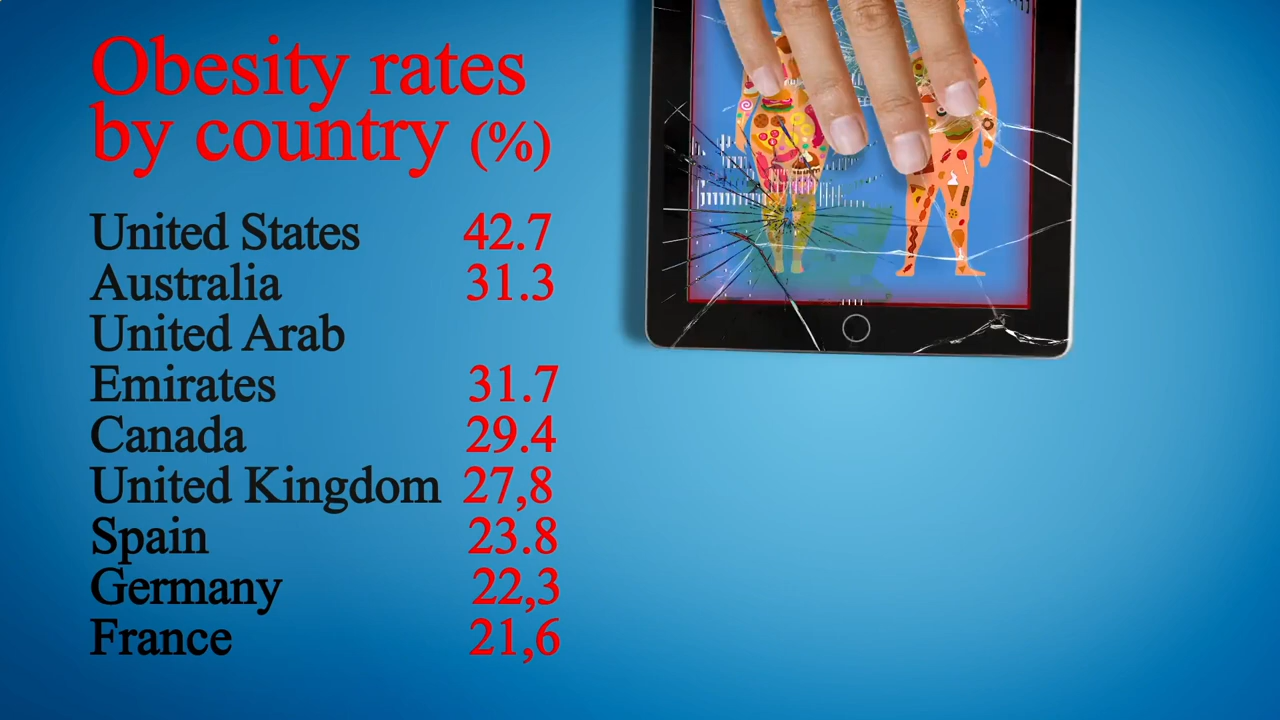 Obesity rates
by country (%)
United States 42.7
Australia 31.3
United Arab
Emirates 31.7
Canada 29.4
United Kingdom 27,8
Spain 23.8
Germany 22,3
France 21,6